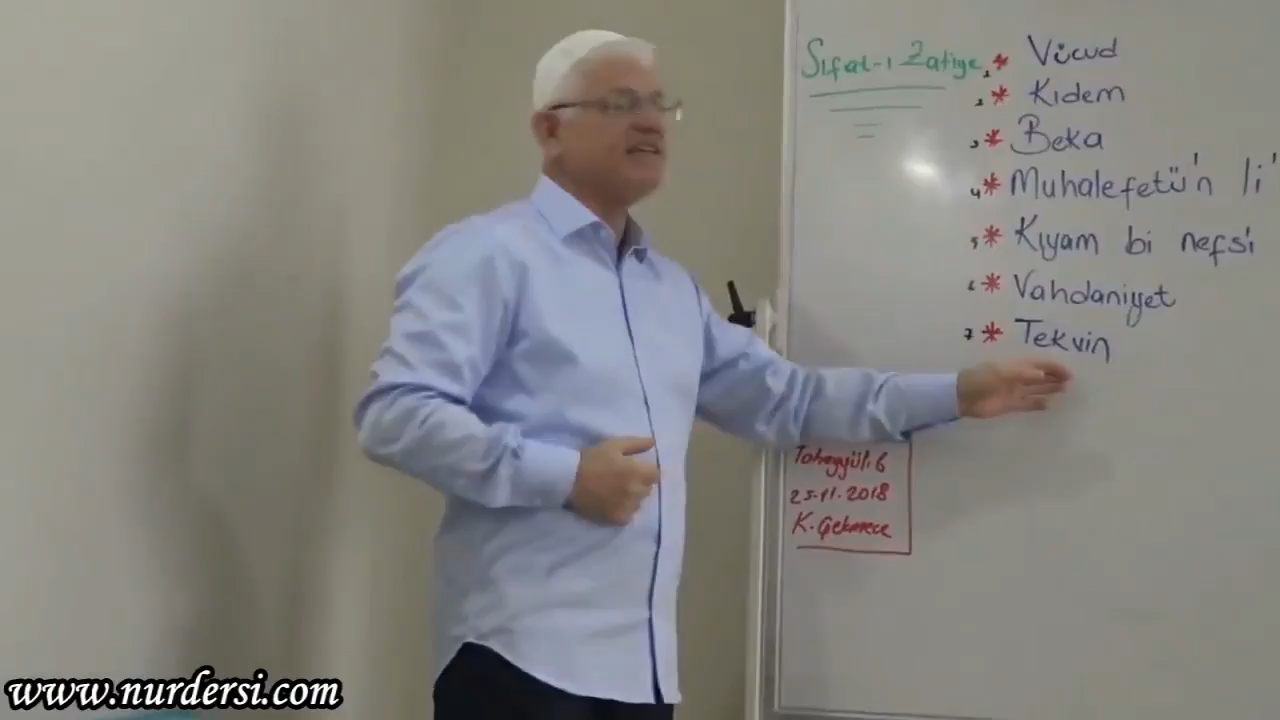 Sıfat-ı Zatiye
1 * Vücud
2 * Kıdem
3 * Beka
4 * Muhalefetü'n li'
5 * Kıyam bi nefsi
6 * Vahdaniyet
7 * Tekvin
Tahayyül. 6
25.11.2018
K. Çekmece
www.nurdersi.com